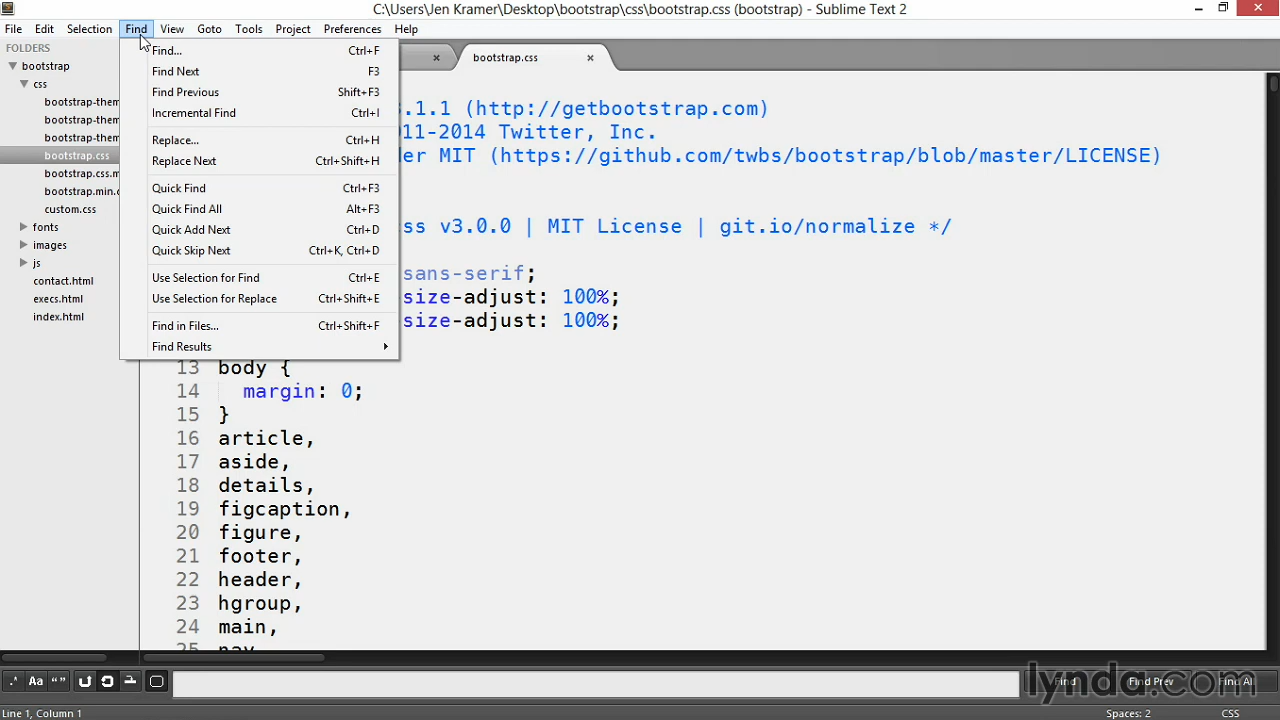 C:\Users\Jen Kramer\Desktop\bootstrap\css\bootstrap.css (bootstrap) - Sublime Text 2
File Edit Selection Find View Goto Tools Project Preferences Help
FOLDERS
bootstrap
css
bootstrap-them
bootstrap-them
bootstrap-them
bootstrap.css
bootstrap.css.m
bootstrap.min.c
custom.css
fonts
images
js
contact.html
execs.html
index.html
Find... Ctrl+F
Find Next F3
Find Previous Shift+F3
Incremental Find Ctrl+I
Replace... Ctrl+H
Replace Next Ctrl+Shift+H
Quick Find Ctrl+F3
Quick Find All Alt+F3
Quick Add Next Ctrl+D
Quick Skip Next Ctrl+K, Ctrl+D
Use Selection for Find Ctrl+E
Use Selection for Replace Ctrl+Shift+E
Find in Files... Ctrl+Shift+F
Find Results
bootstrap.css
.1.1 (http://getbootstrap.com)
11-2014 Twitter, Inc.
der MIT (https://github.com/twbs/bootstrap/blob/master/LICENSE)
ss v3.0.0 | MIT License | git.io/normalize */
sans-serif;
size-adjust: 100%;
size-adjust: 100%;
13 body {
14 margin: 0;
15 }
16 article,
17 aside,
18 details,
19 figcaption,
20 figure,
21 footer,
22 header,
23 hgroup,
24 main,
25 nav
.* Aa “ ”
Find Find Prev Find All
lynda.com
Line 1, Column 1 Spaces: 2 CSS